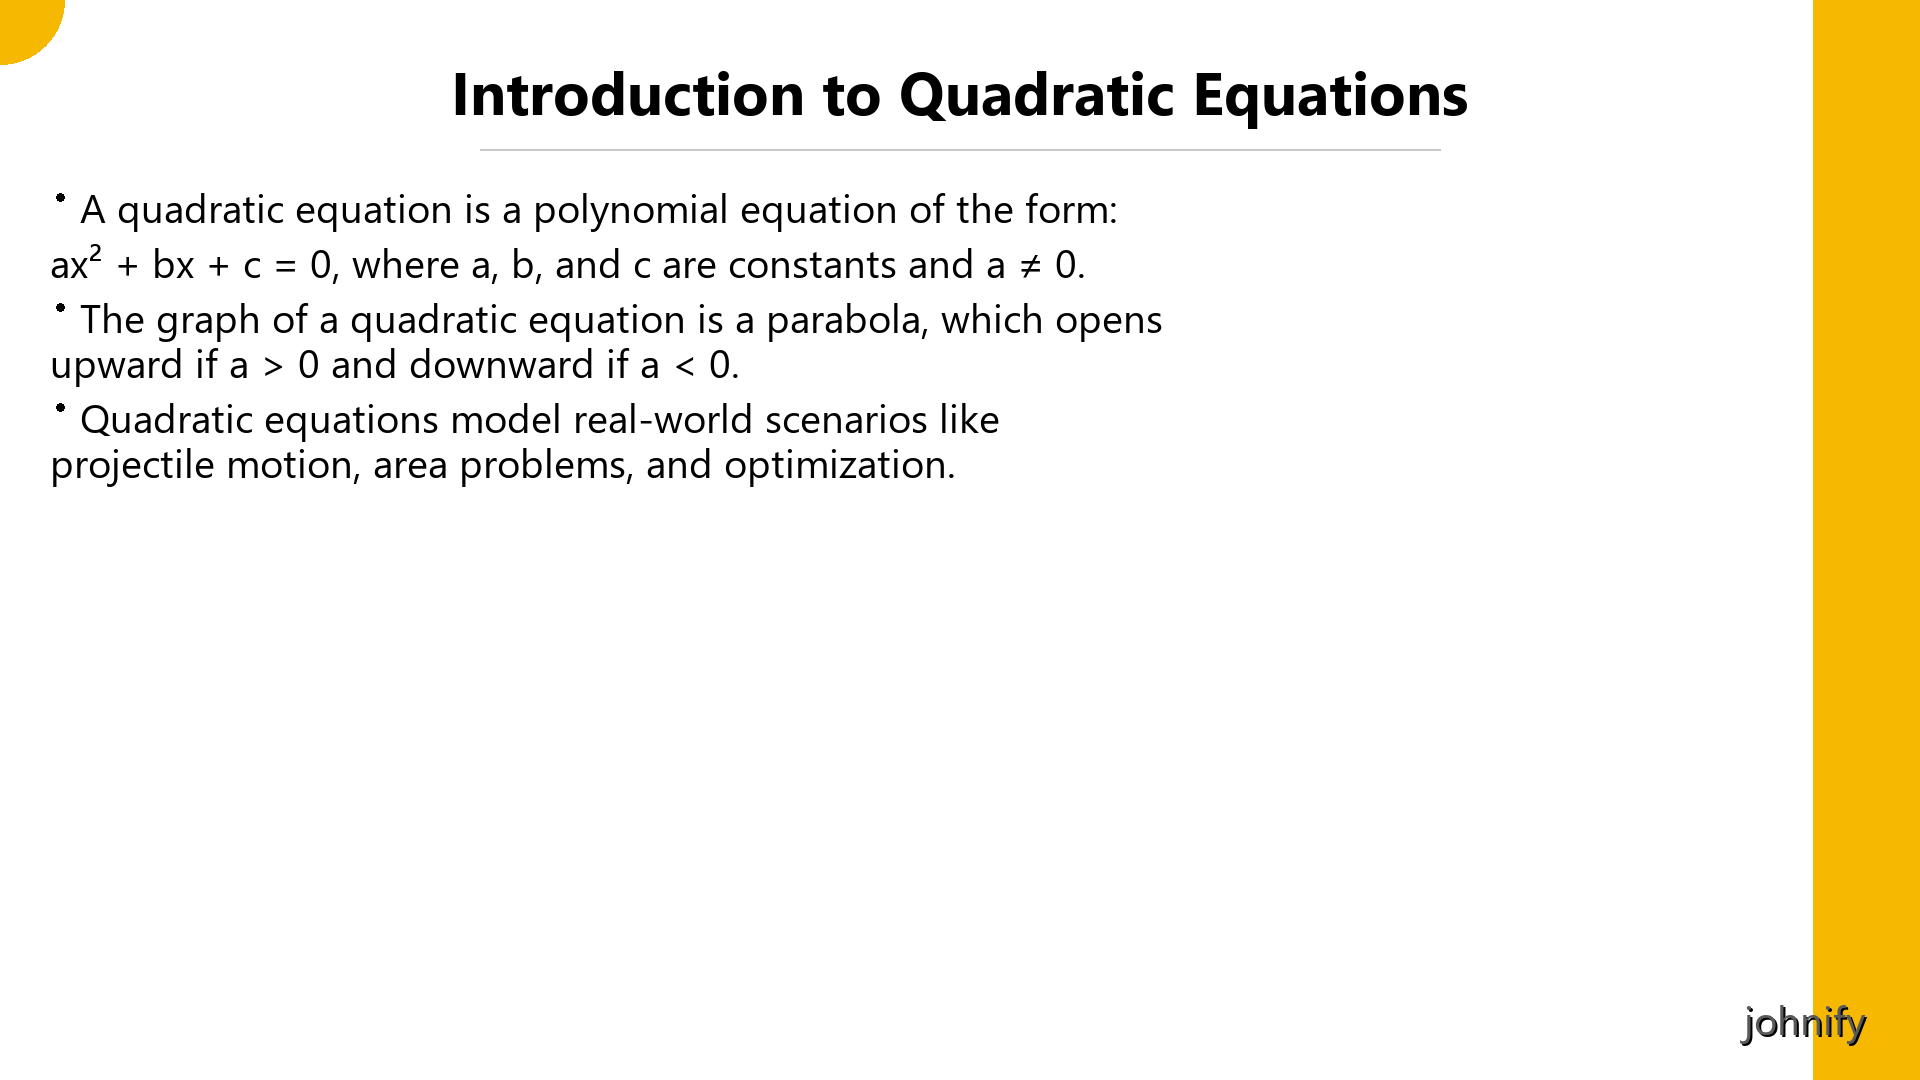 Introduction to Quadratic Equations
• A quadratic equation is a polynomial equation of the form:
ax² + bx + c = 0, where a, b, and c are constants and a ≠ 0.
• The graph of a quadratic equation is a parabola, which opens
upward if a > 0 and downward if a < 0.
• Quadratic equations model real-world scenarios like
projectile motion, area problems, and optimization.
johnify